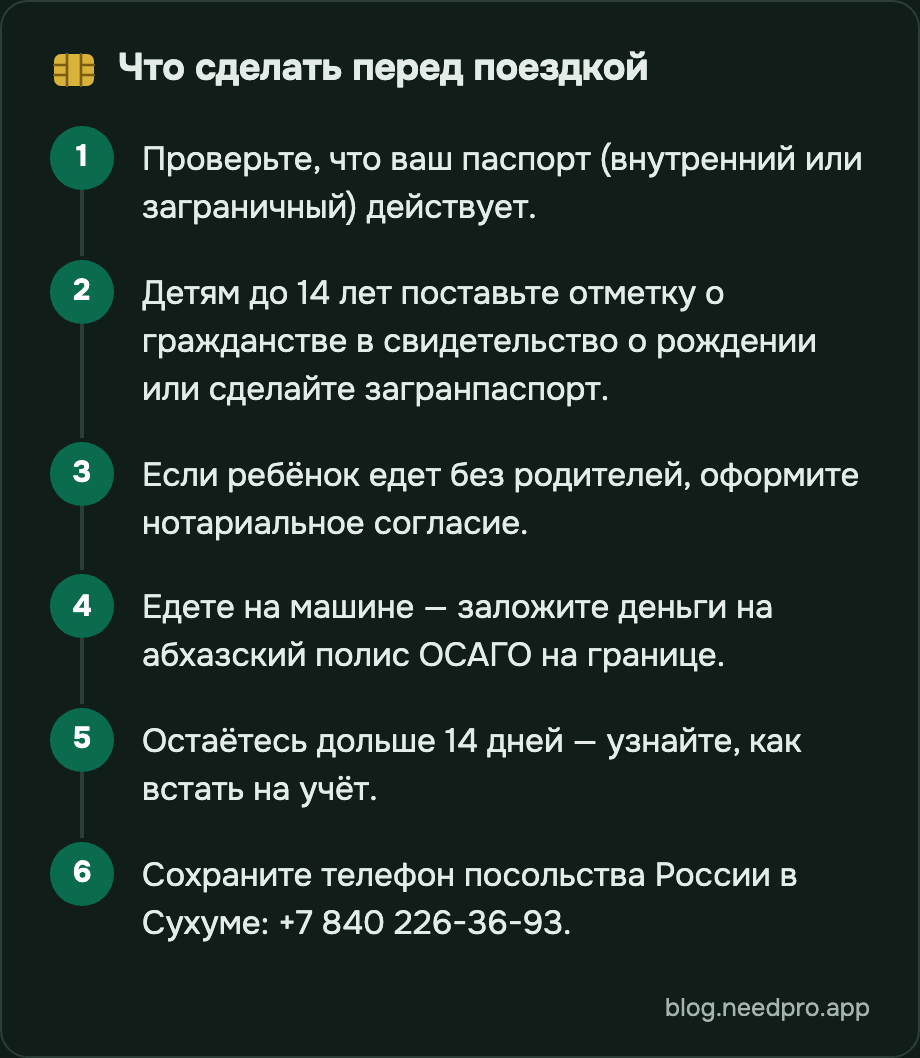 Что сделать перед поездкой
1
Проверьте, что ваш паспорт (внутренний или
заграничный) действует.
2
Детям до 14 лет поставьте отметку о
гражданстве в свидетельство о рождении
или сделайте загранпаспорт.
3
Если ребёнок едет без родителей, оформите
нотариальное согласие.
4
Едете на машине — заложите деньги на
абхазский полис ОСАГО на границе.
5
Остаётесь дольше 14 дней — узнайте, как
встать на учёт.
6
Сохраните телефон посольства России в
Сухуме: +7 840 226-36-93.
blog.needpro.app